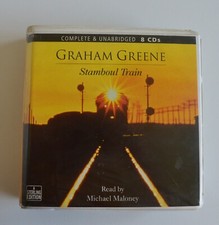 COMPLETE & UNABRIDGED 8 CDs
GRAHAM GREENE
Stamboul Train
Read by
Michael Maloney